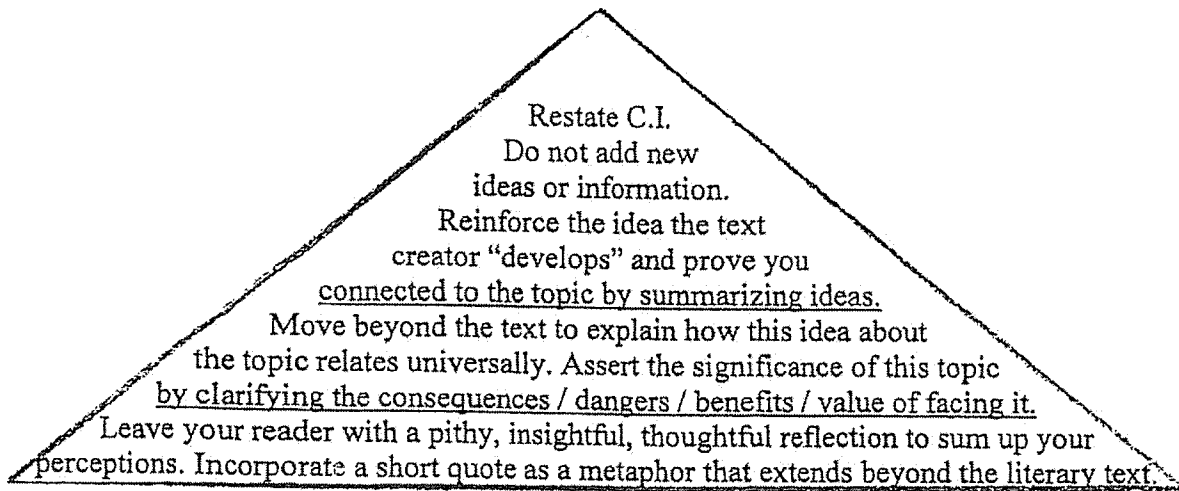 Restate C.I.
Do not add new
ideas or information.
Reinforce the idea the text
creator “develops” and prove you
connected to the topic by summarizing ideas.
Move beyond the text to explain how this idea about
the topic relates universally. Assert the significance of this topic
by clarifying the consequences / dangers / benefits / value of facing it.
Leave your reader with a pithy, insightful, thoughtful reflection to sum up your
perceptions. Incorporate a short quote as a metaphor that extends beyond the literary text.